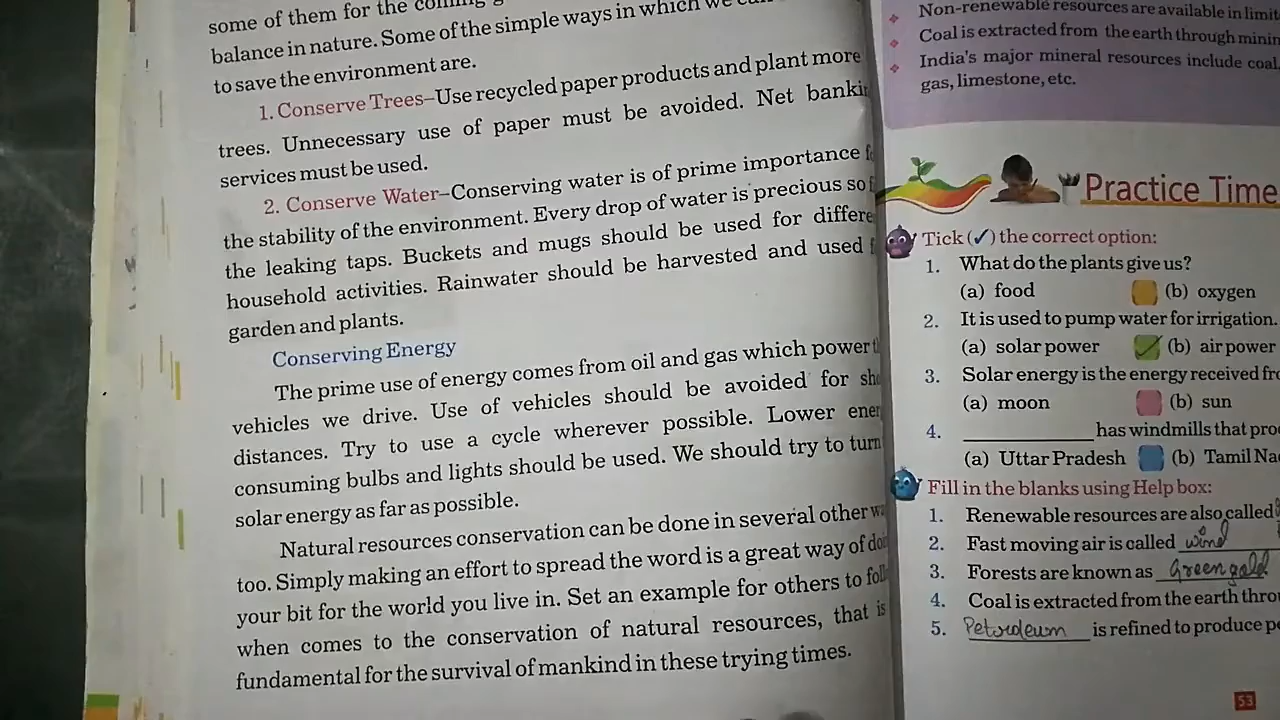 some of them for the coming
balance in nature. Some of the simple ways in which we can
to save the environment are.
1. Conserve Trees–Use recycled paper products and plant more
trees. Unnecessary use of paper must be avoided. Net bankin
services must be used.
2. Conserve Water–Conserving water is of prime importance f
the stability of the environment. Every drop of water is precious so f
the leaking taps. Buckets and mugs should be used for differe
household activities. Rainwater should be harvested and used f
garden and plants.
Conserving Energy
The prime use of energy comes from oil and gas which power t
vehicles we drive. Use of vehicles should be avoided for sho
distances. Try to use a cycle wherever possible. Lower ener
consuming bulbs and lights should be used. We should try to turn
solar energy as far as possible.
Natural resources conservation can be done in several other wa
too. Simply making an effort to spread the word is a great way of doi
your bit for the world you live in. Set an example for others to foll
when comes to the conservation of natural resources, that is
fundamental for the survival of mankind in these trying times.
Non-renewable resources are available in limit
Coal is extracted from the earth through minin
India's major mineral resources include coal,
gas, limestone, etc.
Practice Time
Tick (✓) the correct option:
1. What do the plants give us?
(a) food (b) oxygen
2. It is used to pump water for irrigation.
(a) solar power ✓ (b) air power
3. Solar energy is the energy received fro
(a) moon (b) sun
4. ____________ has windmills that pro
(a) Uttar Pradesh (b) Tamil Na
Fill in the blanks using Help box:
1. Renewable resources are also called
2. Fast moving air is called wind
3. Forests are known as Green gold
4. Coal is extracted from the earth thro
5. Petroleum is refined to produce pe
53